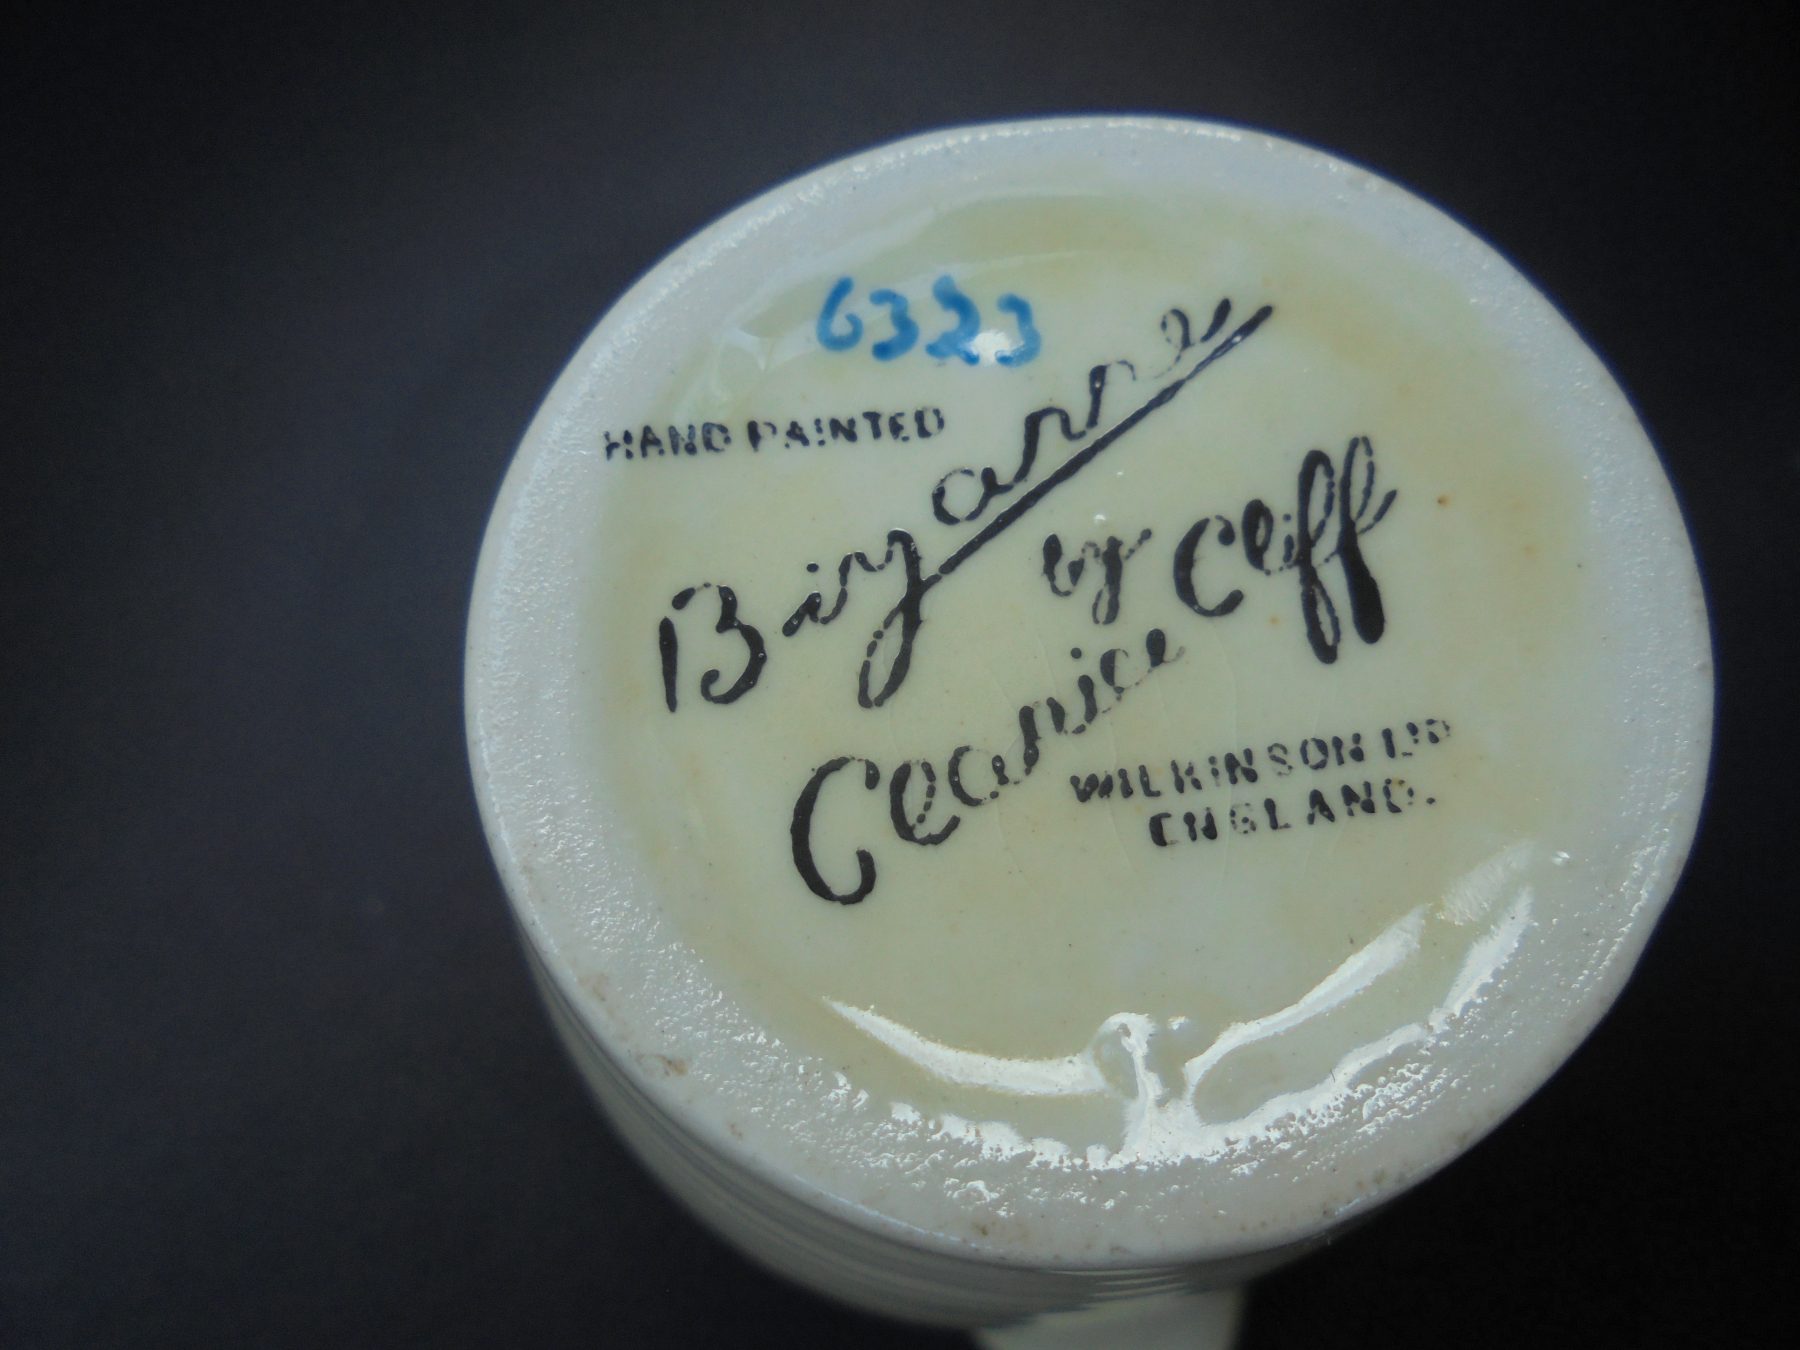 6323
HAND PAINTED
Bizarre
by
Clarice Cliff
WILKINSON LTD
ENGLAND.